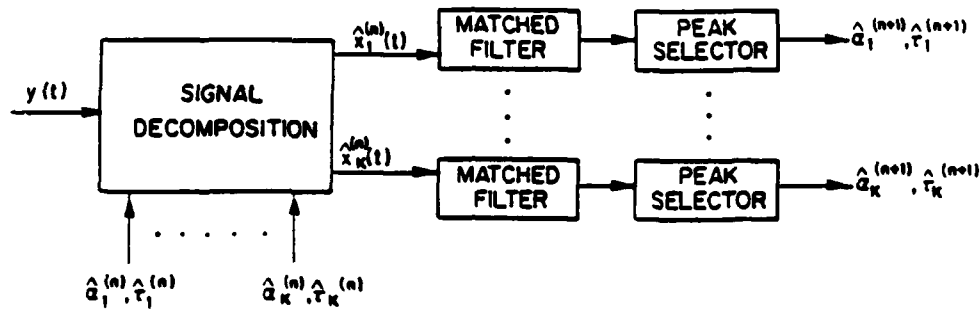 y(t)
SIGNAL DECOMPOSITION
x̂₁⁽ⁿ⁾(t)
MATCHED FILTER
PEAK SELECTOR
α̂₁⁽ⁿ⁺¹⁾, τ̂₁⁽ⁿ⁺¹⁾
x̂_K⁽ⁿ⁾(t)
MATCHED FILTER
PEAK SELECTOR
α̂_K⁽ⁿ⁺¹⁾, τ̂_K⁽ⁿ⁺¹⁾
α̂₁⁽ⁿ⁾, τ̂₁⁽ⁿ⁾
α̂_K⁽ⁿ⁾, τ̂_K⁽ⁿ⁾